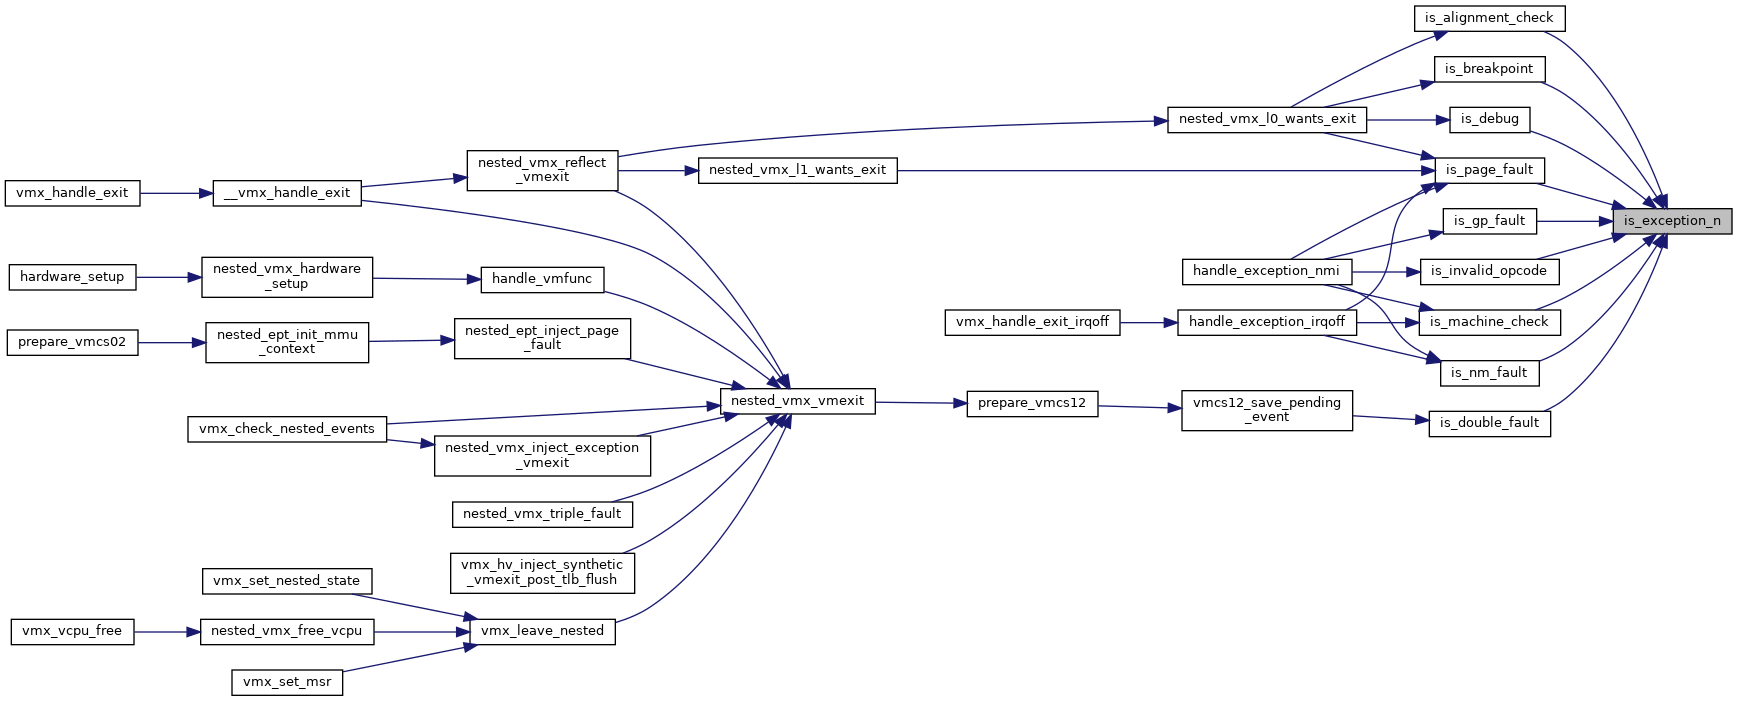 is_alignment_check
is_breakpoint
nested_vmx_l0_wants_exit
is_debug
nested_vmx_reflect
_vmexit
nested_vmx_l1_wants_exit
is_page_fault
vmx_handle_exit
__vmx_handle_exit
is_gp_fault
is_exception_n
hardware_setup
nested_vmx_hardware
_setup
handle_vmfunc
handle_exception_nmi
is_invalid_opcode
prepare_vmcs02
nested_ept_init_mmu
_context
nested_ept_inject_page
_fault
vmx_handle_exit_irqoff
handle_exception_irqoff
is_machine_check
is_nm_fault
nested_vmx_vmexit
prepare_vmcs12
vmcs12_save_pending
_event
is_double_fault
vmx_check_nested_events
nested_vmx_inject_exception
_vmexit
nested_vmx_triple_fault
vmx_hv_inject_synthetic
_vmexit_post_tlb_flush
vmx_set_nested_state
vmx_vcpu_free
nested_vmx_free_vcpu
vmx_leave_nested
vmx_set_msr